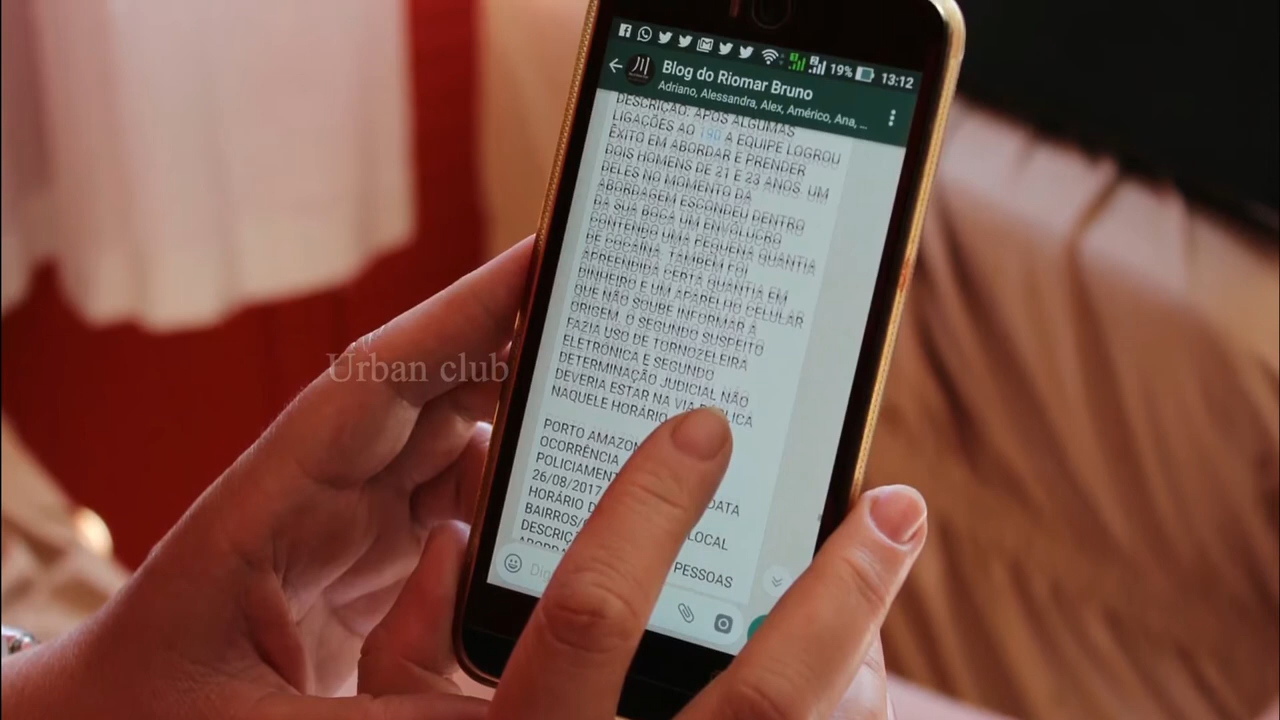 19% 13:12
Blog do Riomar Bruno
Adriano, Alessandra, Alex, Américo, Ana, ...
DESCRIÇÃO: APÓS ALGUMAS
LIGAÇÕES AO 190 A EQUIPE LOGROU
ÊXITO EM ABORDAR E PRENDER
DOIS HOMENS DE 21 E 23 ANOS. UM
DELES NO MOMENTO DA
ABORDAGEM ESCONDEU DENTRO
DA SUA BOCA UM ENVÓLUCRO
CONTENDO UMA PEQUENA QUANTIA
DE COCAÍNA. TAMBÉM FOI
APREENDIDA CERTA QUANTIA EM
DINHEIRO E UM APARELHO CELULAR
QUE NÃO SOUBE INFORMAR A
ORIGEM. O SEGUNDO SUSPEITO
FAZIA USO DE TORNOZELEIRA
ELETRÔNICA E SEGUNDO
DETERMINAÇÃO JUDICIAL NÃO
DEVERIA ESTAR NA VIA PÚBLICA
NAQUELE HORÁRIO
PORTO AMAZON
OCORRÊNCIA
POLICIAMEN
26/08/2017 DATA
HORÁRIO D LOCAL
BAIRROS/
DESCRIÇ
PESSOAS
Urban club